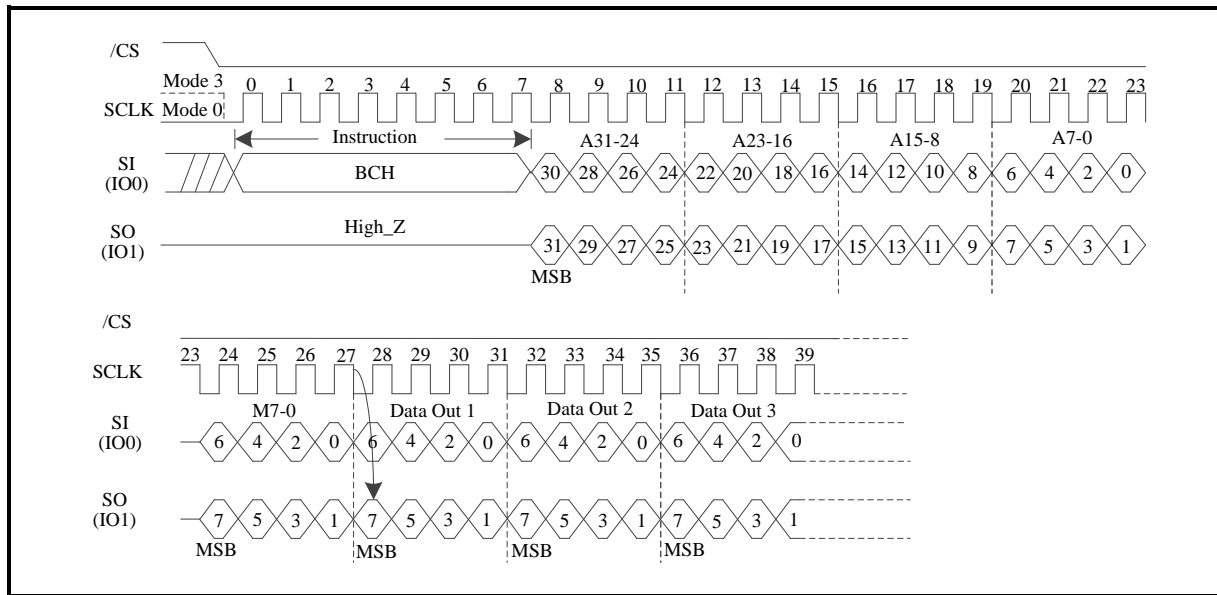 /CS
Mode 3 0 1 2 3 4 5 6 7 8 9 10 11 12 13 14 15 16 17 18 19 20 21 22 23
SCLK Mode 0
Instruction A31-24 A23-16 A15-8 A7-0
SI
(IO0) BCH 30 28 26 24 22 20 18 16 14 12 10 8 6 4 2 0
High_Z
SO
(IO1) 31 29 27 25 23 21 19 17 15 13 11 9 7 5 3 1
MSB
/CS
23 24 25 26 27 28 29 30 31 32 33 34 35 36 37 38 39
SCLK
M7-0 Data Out 1 Data Out 2 Data Out 3
SI
(IO0) 6 4 2 0 6 4 2 0 6 4 2 0 6 4 2 0
SO
(IO1) 7 5 3 1 7 5 3 1 7 5 3 1 7 5 3 1
MSB MSB MSB MSB